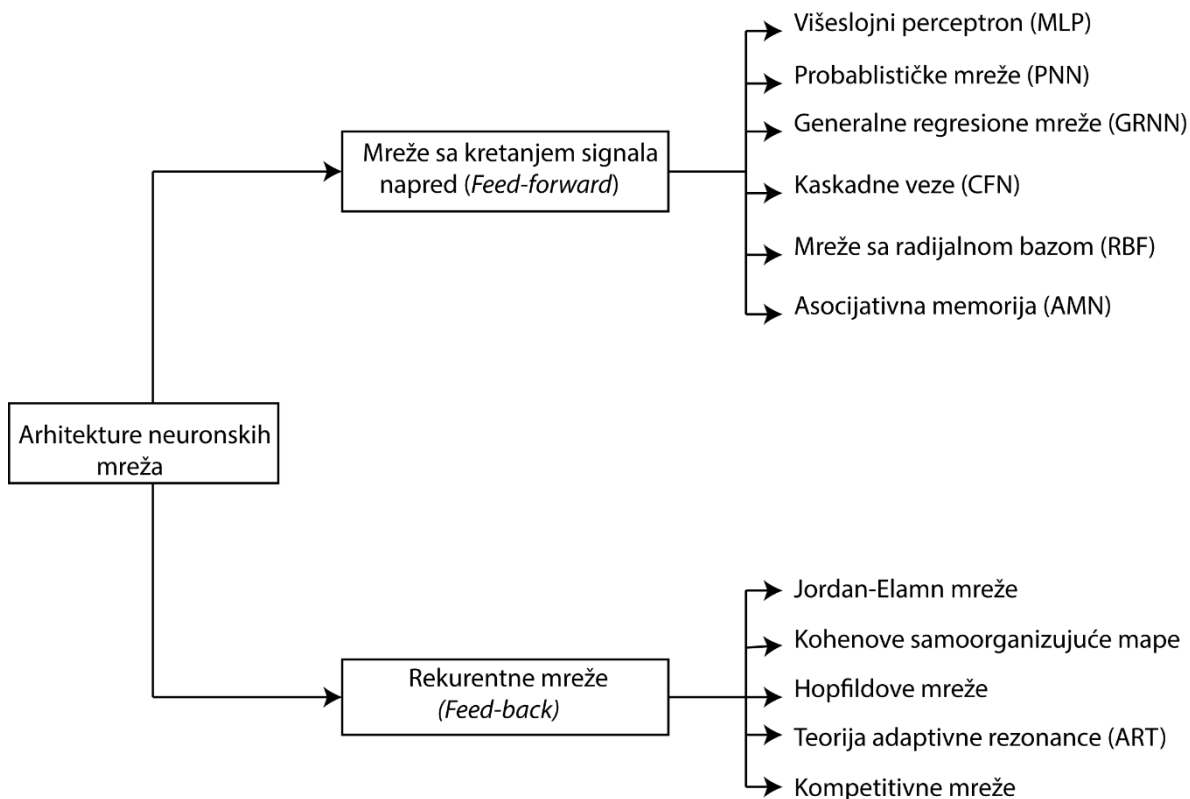 Višeslojni perceptron (MLP)
Probablističke mreže (PNN)
Generalne regresione mreže (GRNN)
Mreže sa kretanjem signala
napred (Feed-forward)
Kaskadne veze (CFN)
Mreže sa radijalnom bazom (RBF)
Asocijativna memorija (AMN)
Arhitekture neuronskih
mreža
Jordan-Elamn mreže
Kohenove samoorganizujuće mape
Rekurentne mreže
(Feed-back)
Hopfildove mreže
Teorija adaptivne rezonance (ART)
Kompetitivne mreže